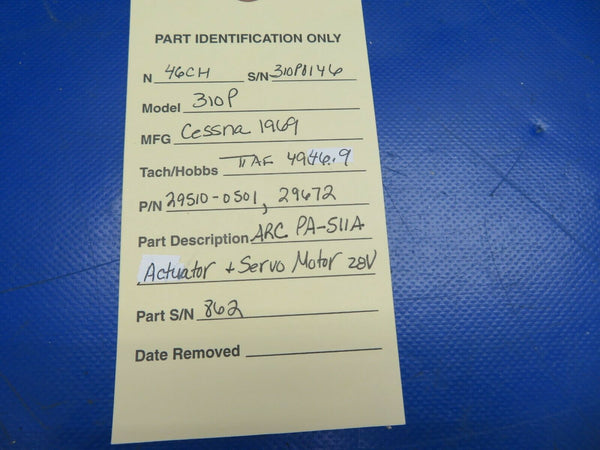 PART IDENTIFICATION ONLY
N 46CH S/N 310P0146
Model 310P
MFG Cessna 1969
Tach/Hobbs TTAF 4946.9
P/N 29510-0501, 29672
Part Description ARC PA-511A
Actuator + Servo Motor 28V
Part S/N 862
Date Removed